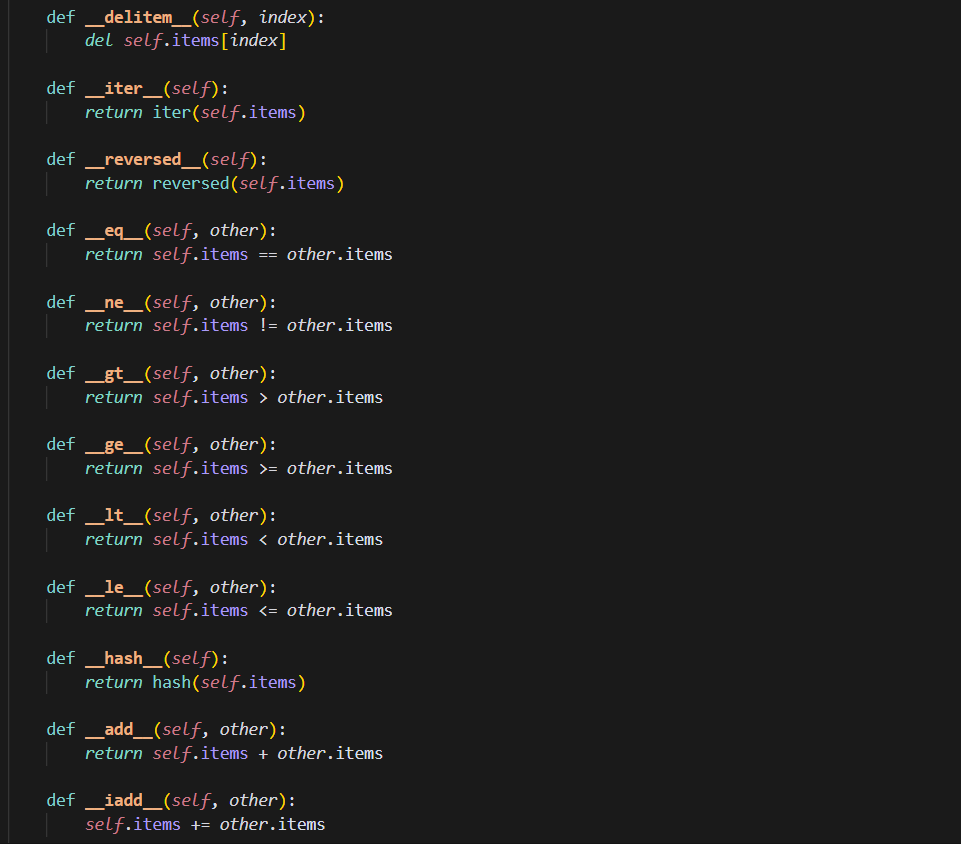 def __delitem__(self, index):
    del self.items[index]
def __iter__(self):
    return iter(self.items)
def __reversed__(self):
    return reversed(self.items)
def __eq__(self, other):
    return self.items == other.items
def __ne__(self, other):
    return self.items != other.items
def __gt__(self, other):
    return self.items > other.items
def __ge__(self, other):
    return self.items >= other.items
def __lt__(self, other):
    return self.items < other.items
def __le__(self, other):
    return self.items <= other.items
def __hash__(self):
    return hash(self.items)
def __add__(self, other):
    return self.items + other.items
def __iadd__(self, other):
    self.items += other.items